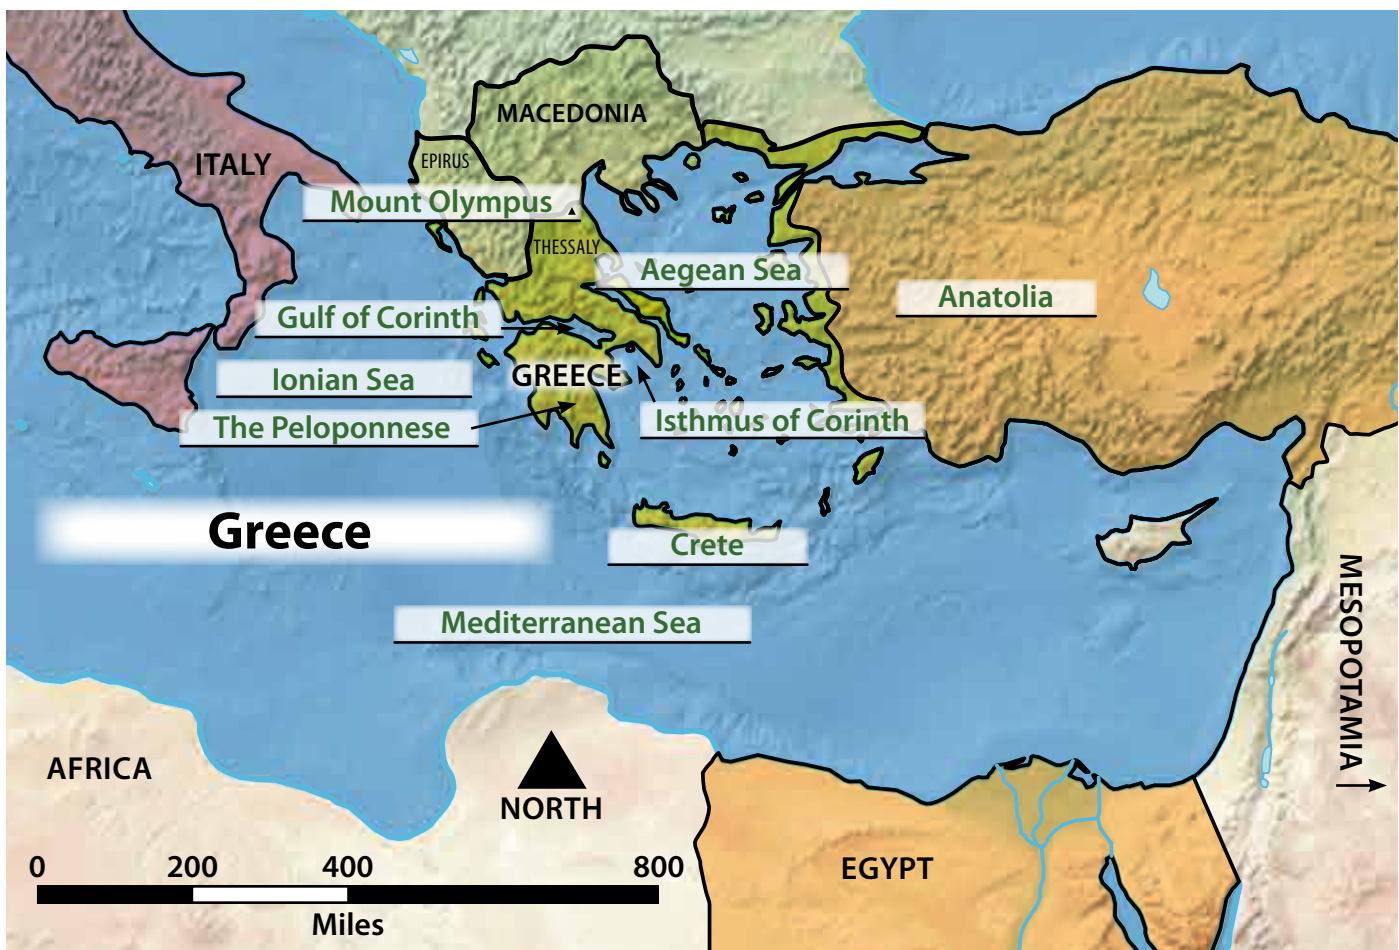 MACEDONIA
EPIRUS
ITALY
Mount Olympus
THESSALY
Aegean Sea
Anatolia
Gulf of Corinth
Ionian Sea
GREECE
The Peloponnese
Isthmus of Corinth
Greece
Crete
Mediterranean Sea
MESOPOTAMIA
AFRICA
NORTH
EGYPT
0 200 400 800
Miles